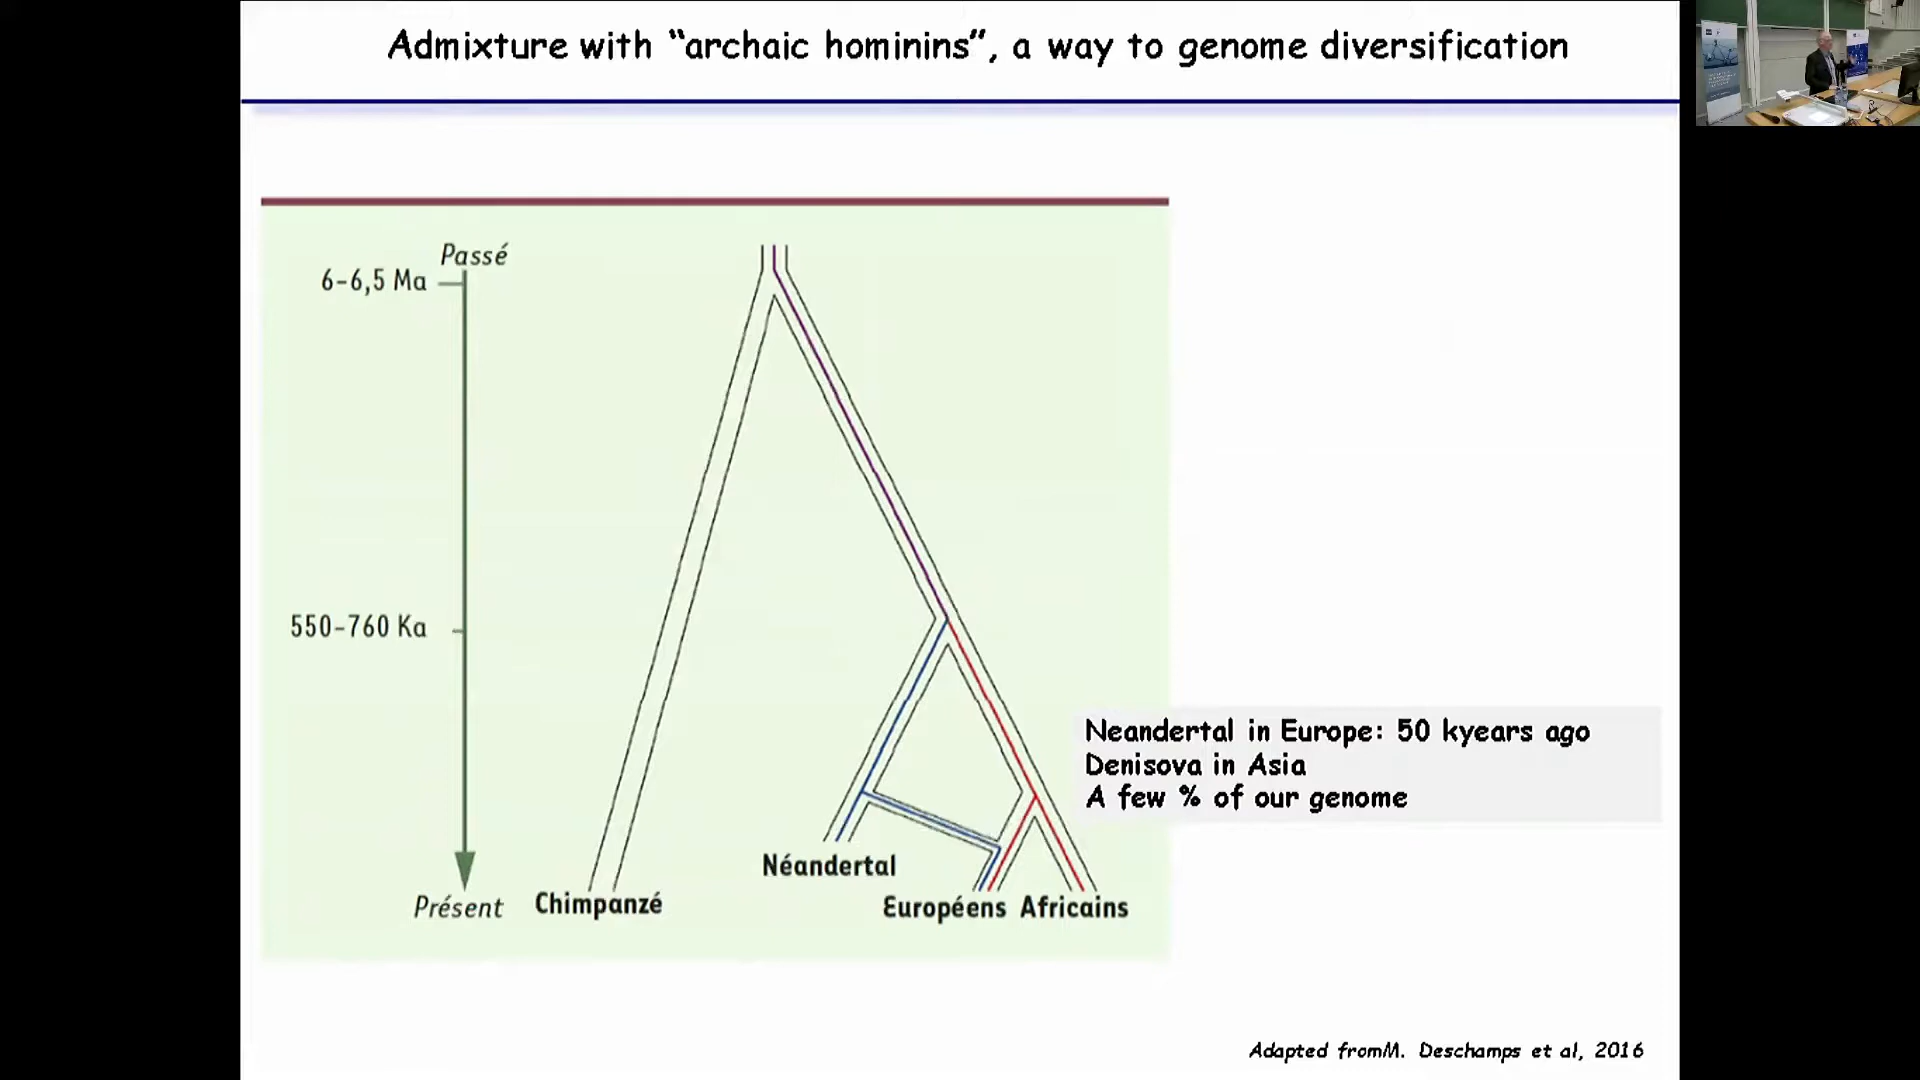 Admixture with “archaic hominins”, a way to genome diversification
Passé
6-6,5 Ma
550-760 Ka
Neandertal in Europe: 50 kyears ago
Denisova in Asia
A few % of our genome
Néandertal
Présent
Chimpanzé
Européens
Africains
Adapted fromM. Deschamps et al, 2016